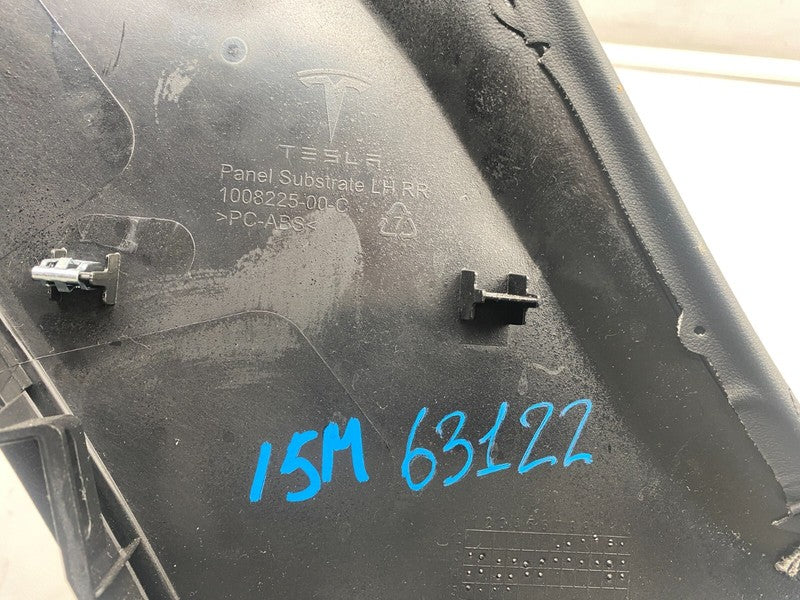 TESLA
Panel Substrate LH RR
1008225-00-C
>PC-ABS<
7
15M 63122